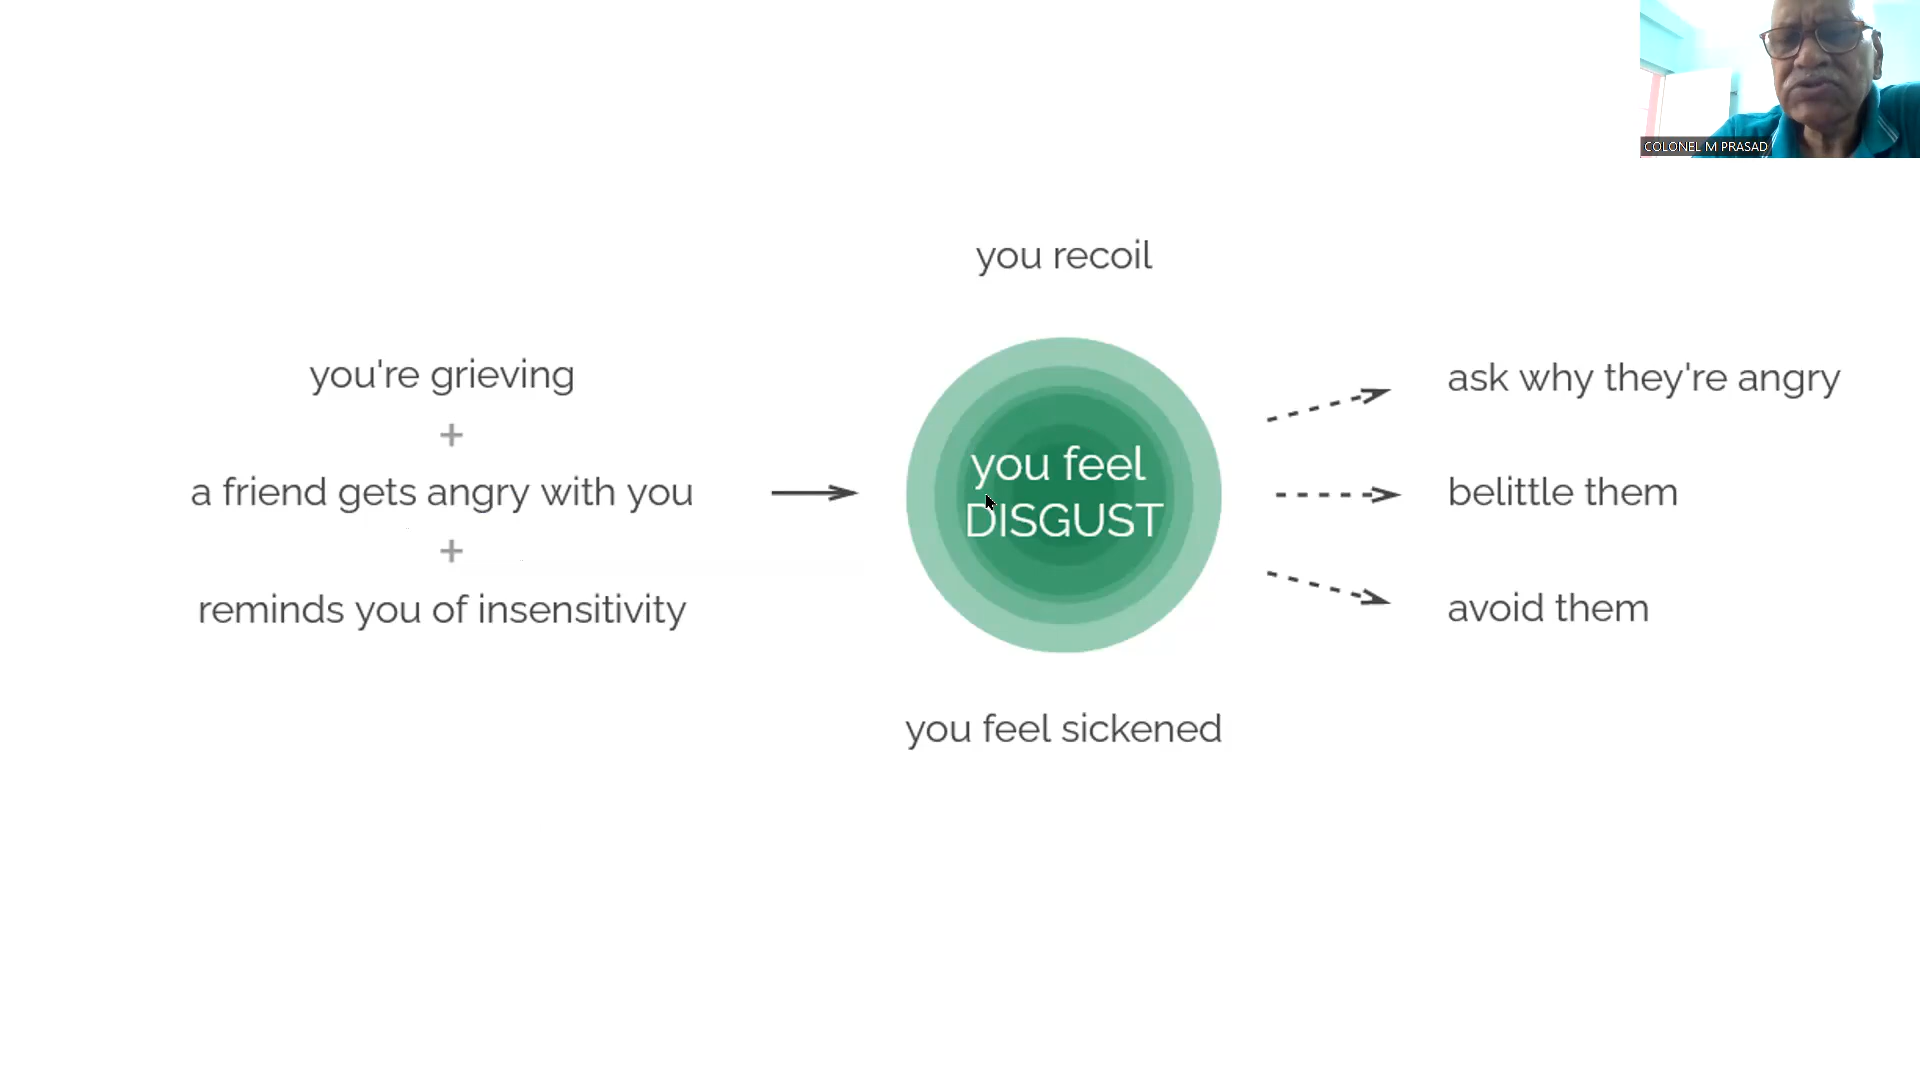 COLONEL M PRASAD
you're grieving
+
a friend gets angry with you
+
reminds you of insensitivity
you recoil
you feel
DISGUST
you feel sickened
ask why they're angry
belittle them
avoid them